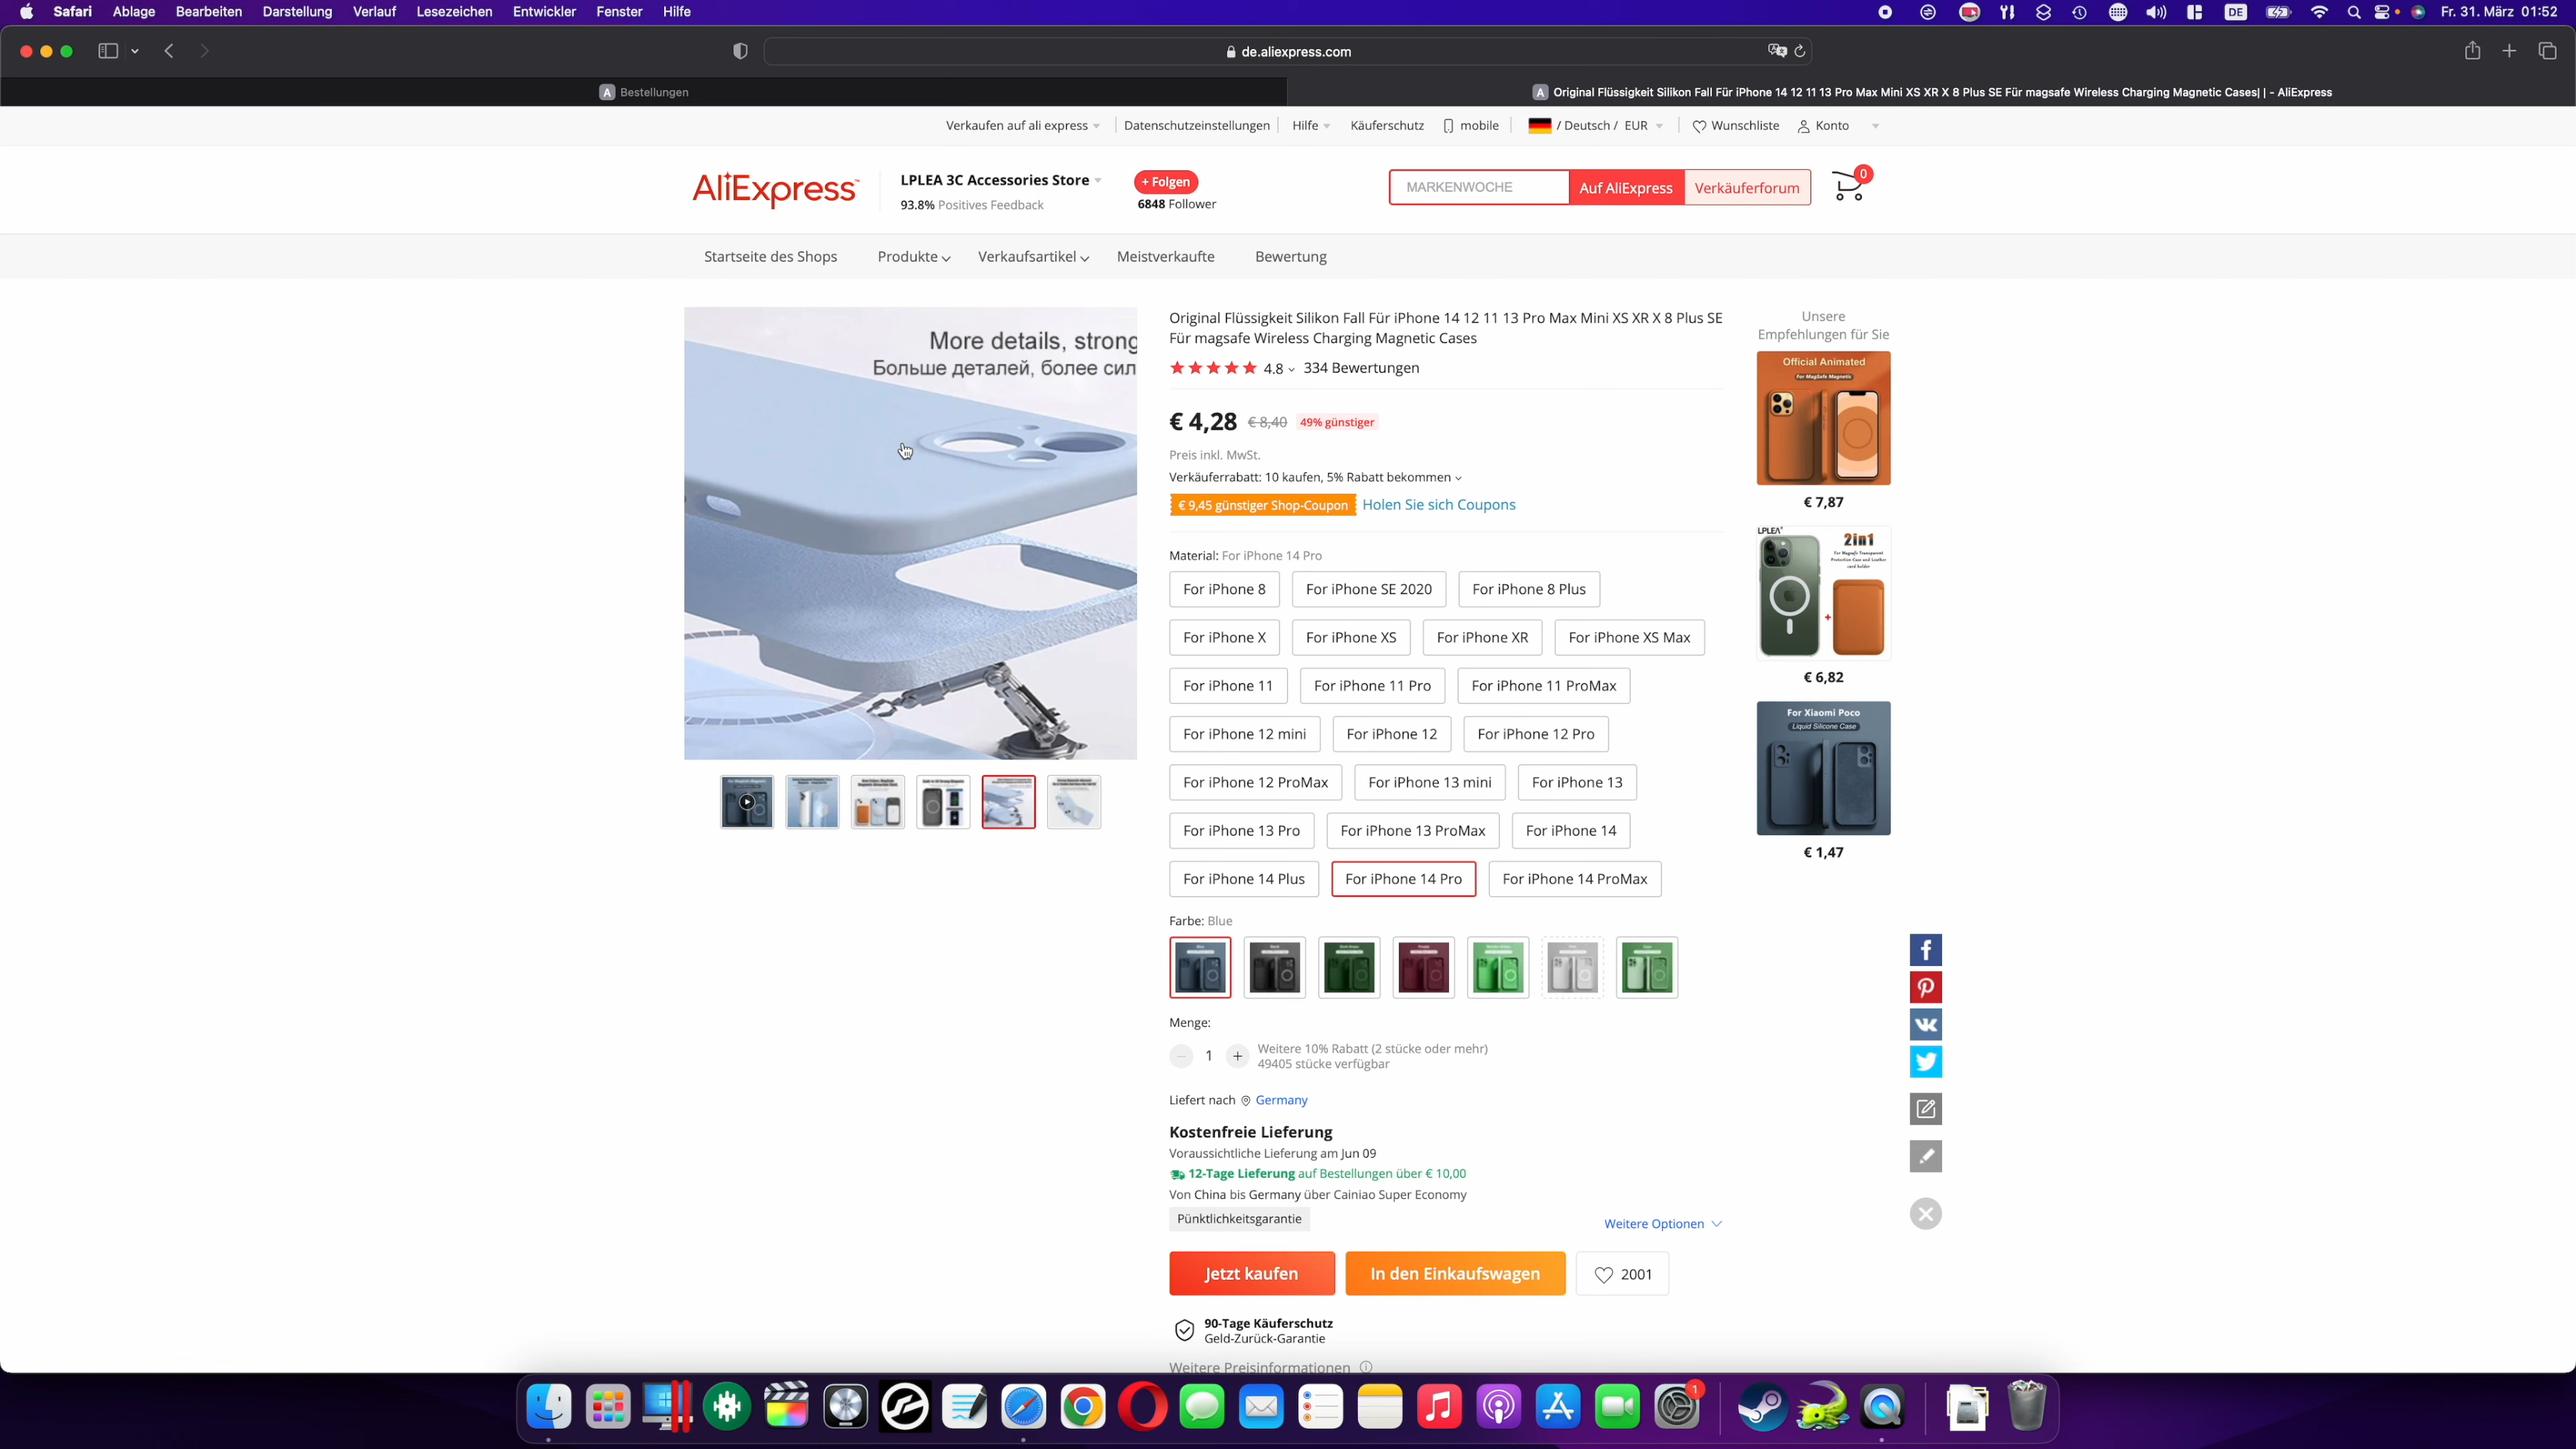 Safari Ablage Bearbeiten Darstellung Verlauf Lesezeichen Entwickler Fenster Hilfe
DE Fr. 31. März 01:52
de.aliexpress.com
A Bestellungen
A Original Flüssigkeit Silikon Fall Für iPhone 14 12 11 13 Pro Max Mini XS XR X 8 Plus SE Für magsafe Wireless Charging Magnetic Cases| | - AliExpress
Verkaufen auf ali express Datenschutzeinstellungen Hilfe Käuferschutz mobile / Deutsch / EUR Wunschliste Konto
AliExpress
LPLEA 3C Accessories Store
93.8% Positives Feedback
+ Folgen
6848 Follower
MARKENWOCHE
Auf AliExpress
Verkäuferforum
0
Startseite des Shops Produkte Verkaufsartikel Meistverkaufte Bewertung
More details, strong
Больше деталей, более сил
Original Flüssigkeit Silikon Fall Für iPhone 14 12 11 13 Pro Max Mini XS XR X 8 Plus SE
Für magsafe Wireless Charging Magnetic Cases
4.8 334 Bewertungen
€ 4,28 € 8,40 49% günstiger
Preis inkl. MwSt.
Verkäuferrabatt: 10 kaufen, 5% Rabatt bekommen
€ 9,45 günstiger Shop-Coupon Holen Sie sich Coupons
Material: For iPhone 14 Pro
For iPhone 8 For iPhone SE 2020 For iPhone 8 Plus
For iPhone X For iPhone XS For iPhone XR For iPhone XS Max
For iPhone 11 For iPhone 11 Pro For iPhone 11 ProMax
For iPhone 12 mini For iPhone 12 For iPhone 12 Pro
For iPhone 12 ProMax For iPhone 13 mini For iPhone 13
For iPhone 13 Pro For iPhone 13 ProMax For iPhone 14
For iPhone 14 Plus For iPhone 14 Pro For iPhone 14 ProMax
Farbe: Blue
Menge:
1
Weitere 10% Rabatt (2 stücke oder mehr)
49405 stücke verfügbar
Liefert nach Germany
Kostenfreie Lieferung
Voraussichtliche Lieferung am Jun 09
12-Tage Lieferung auf Bestellungen über € 10,00
Von China bis Germany über Cainiao Super Economy
Pünktlichkeitsgarantie
Weitere Optionen
Jetzt kaufen In den Einkaufswagen 2001
90-Tage Käuferschutz
Geld-Zurück-Garantie
Weitere Preisinformationen
Unsere
Empfehlungen für Sie
Official Animated
For MagSafe Magnetic
€ 7,87
LPLEA
2in1
For Magsafe Transparent
Protection Case and Leather
card holder
€ 6,82
For Xiaomi Poco
Liquid Silicone Case
€ 1,47
1